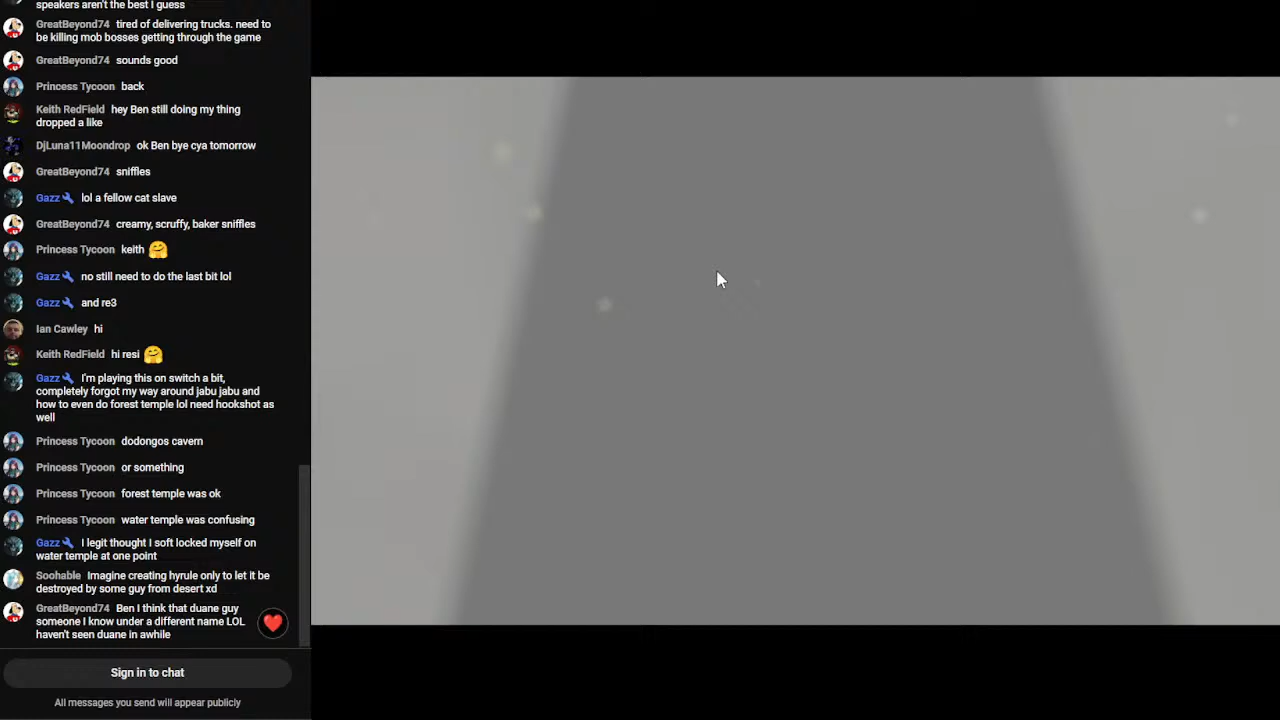 speakers aren't the best I guess
GreatBeyond74 tired of delivering trucks. need to
be killing mob bosses getting through the game
GreatBeyond74 sounds good
Princess Tycoon back
Keith RedField hey Ben still doing my thing
dropped a like
DjLuna11Moondrop ok Ben bye cya tomorrow
GreatBeyond74 sniffles
Gazz lol a fellow cat slave
GreatBeyond74 creamy, scruffy, baker sniffles
Princess Tycoon keith
Gazz no still need to do the last bit lol
Gazz and re3
Ian Cawley hi
Keith RedField hi resi
Gazz I'm playing this on switch a bit,
completely forgot my way around jabu jabu and
how to even do forest temple lol need hookshot as
well
Princess Tycoon dodongos cavern
Princess Tycoon or something
Princess Tycoon forest temple was ok
Princess Tycoon water temple was confusing
Gazz I legit thought I soft locked myself on
water temple at one point
Soohable Imagine creating hyrule only to let it be
destroyed by some guy from desert xd
GreatBeyond74 Ben I think that duane guy
someone I know under a different name LOL
haven't seen duane in awhile
Sign in to chat
All messages you send will appear publicly